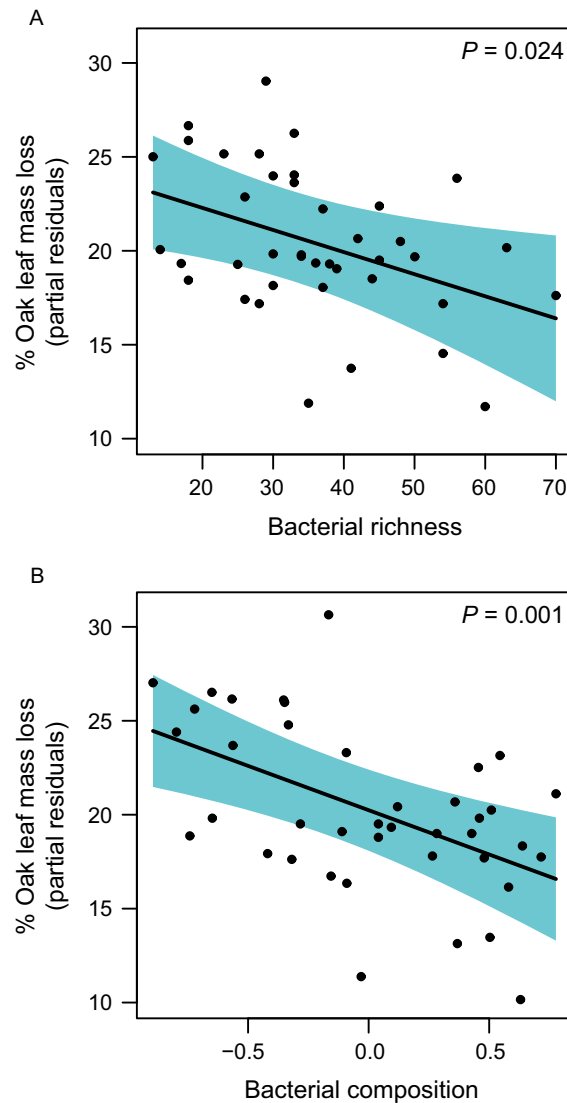 A
P = 0.024
30
25
20
15
10
% Oak leaf mass loss
(partial residuals)
20 30 40 50 60 70
Bacterial richness
B
P = 0.001
30
25
20
15
10
% Oak leaf mass loss
(partial residuals)
−0.5 0.0 0.5
Bacterial composition